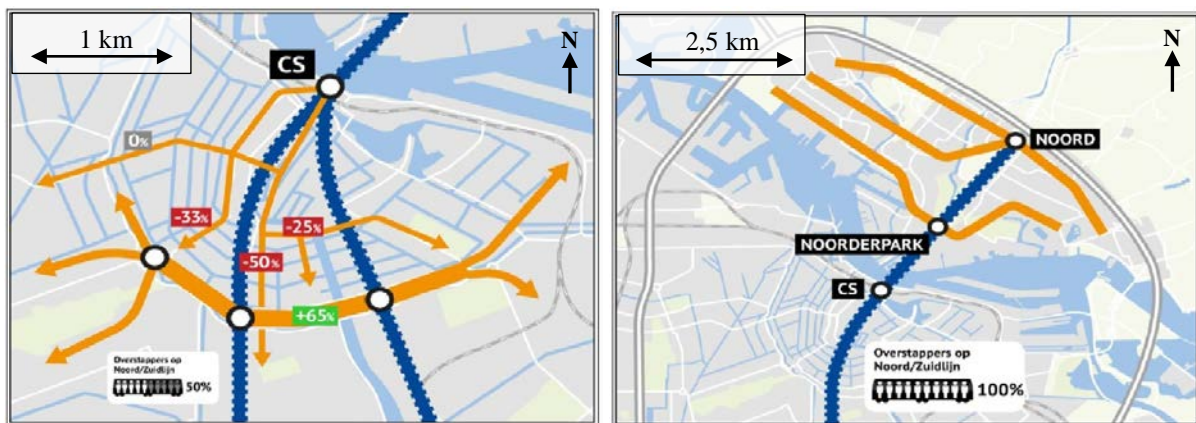 1 km
N
CS
0%
-33%
-25%
-50%
+65%
Overstappers op
Noord/Zuidlijn
50%
2,5 km
N
NOORD
NOORDERPARK
CS
Overstappers op
Noord/Zuidlijn
100%